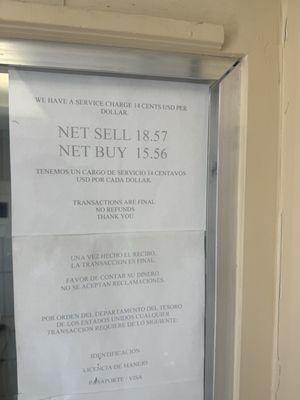 WE HAVE A SERVICE CHARGE 14 CENTS USD PER
DOLLAR.
NET SELL 18.57
NET BUY 15.56
TENEMOS UN CARGO DE SERVICIO 14 CENTAVOS
USD POR CADA DOLLAR.
TRANSACTIONS ARE FINAL
NO REFUNDS
THANK YOU
UNA VEZ HECHO EL RECIBO,
LA TRANSACCION ES FINAL.
FAVOR DE CONTAR SU DINERO,
NO SE ACEPTAN RECLAMACIONES.
POR ORDEN DEL DEPARTAMENTO DEL TESORO
DE LOS ESTADOS UNIDOS CUALQUIER
TRANSACCION REQUIERE DE LO SIGUIENTE:
IDENTIFICACION
LICENCIA DE MANEJO
PASAPORTE / VISA